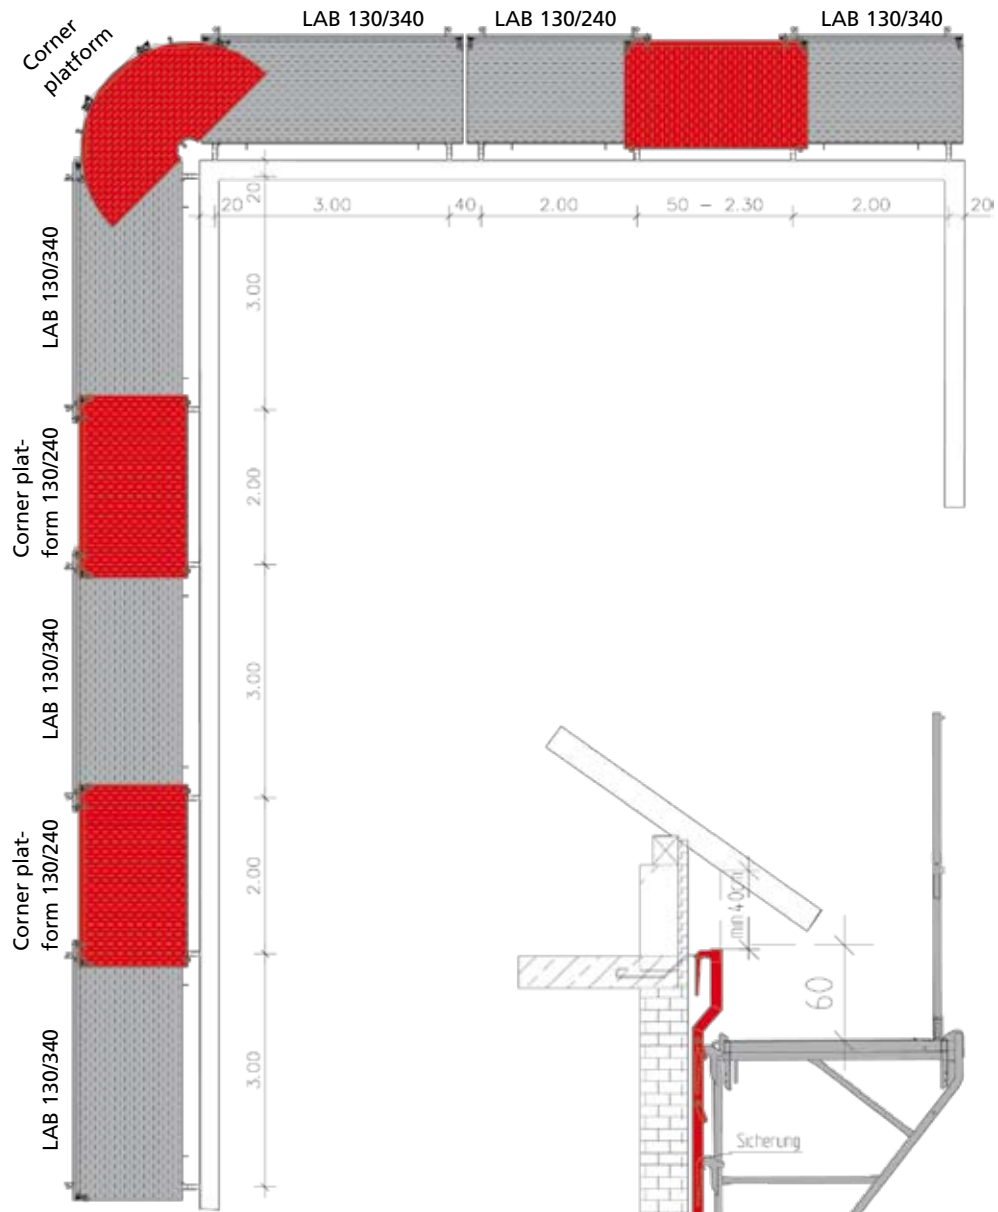 LAB 130/340
LAB 130/240
LAB 130/340
Corner
platform
20
3.00
40
2.00
50 - 2.30
2.00
20
20
LAB 130/340
3.00
Corner plat-
form 130/240
2.00
LAB 130/340
3.00
Corner plat-
form 130/240
2.00
LAB 130/340
3.00
min 40cm
60
Sicherung